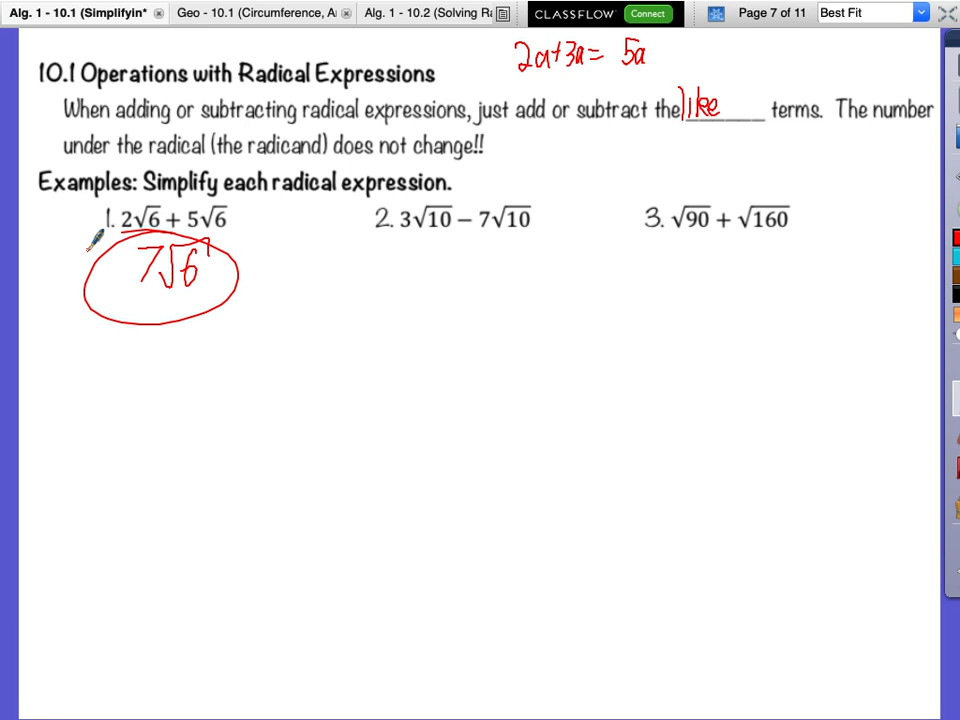 Alg. 1 - 10.1 (Simplifyin* Geo - 10.1 (Circumference, A Alg. 1 - 10.2 (Solving Ra CLASSFLOW Connect Page 7 of 11 Best Fit
2a+3a= 5a
10.1 Operations with Radical Expressions
When adding or subtracting radical expressions, just add or subtract the like terms. The number
under the radical (the radicand) does not change!!
Examples: Simplify each radical expression.
1. 2√6 + 5√6 2. 3√10 − 7√10 3. √90 + √160
7√6